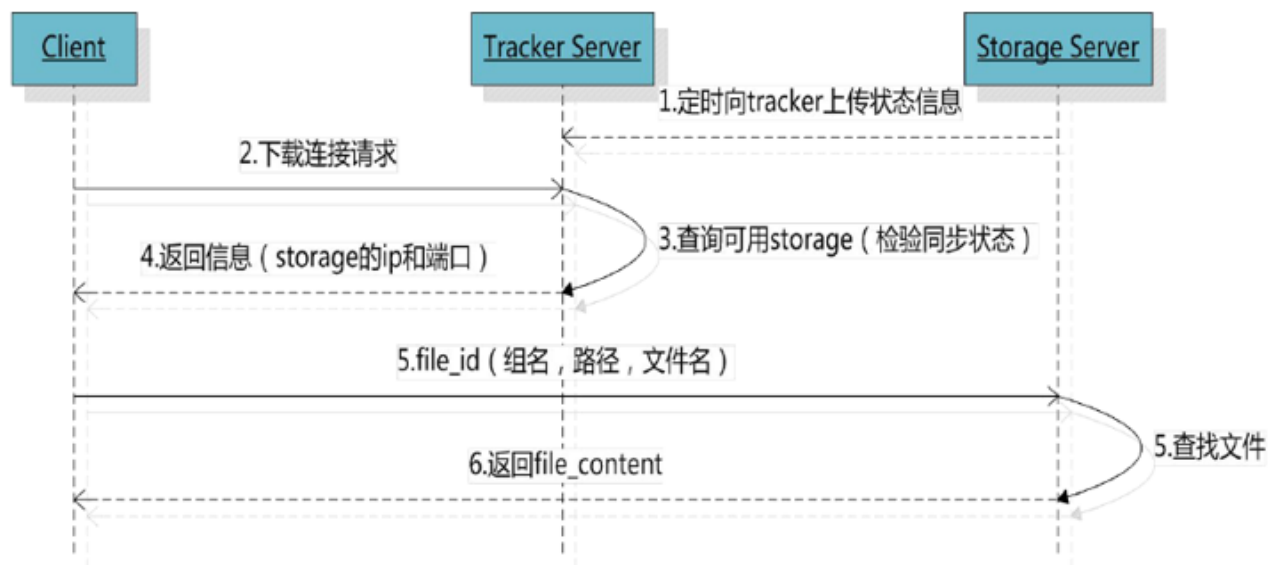 Client
Tracker Server
Storage Server
1.定时向tracker上传状态信息
2.下载连接请求
3.查询可用storage（检验同步状态）
4.返回信息（storage的ip和端口）
5.file_id（组名，路径，文件名）
5.查找文件
6.返回file_content